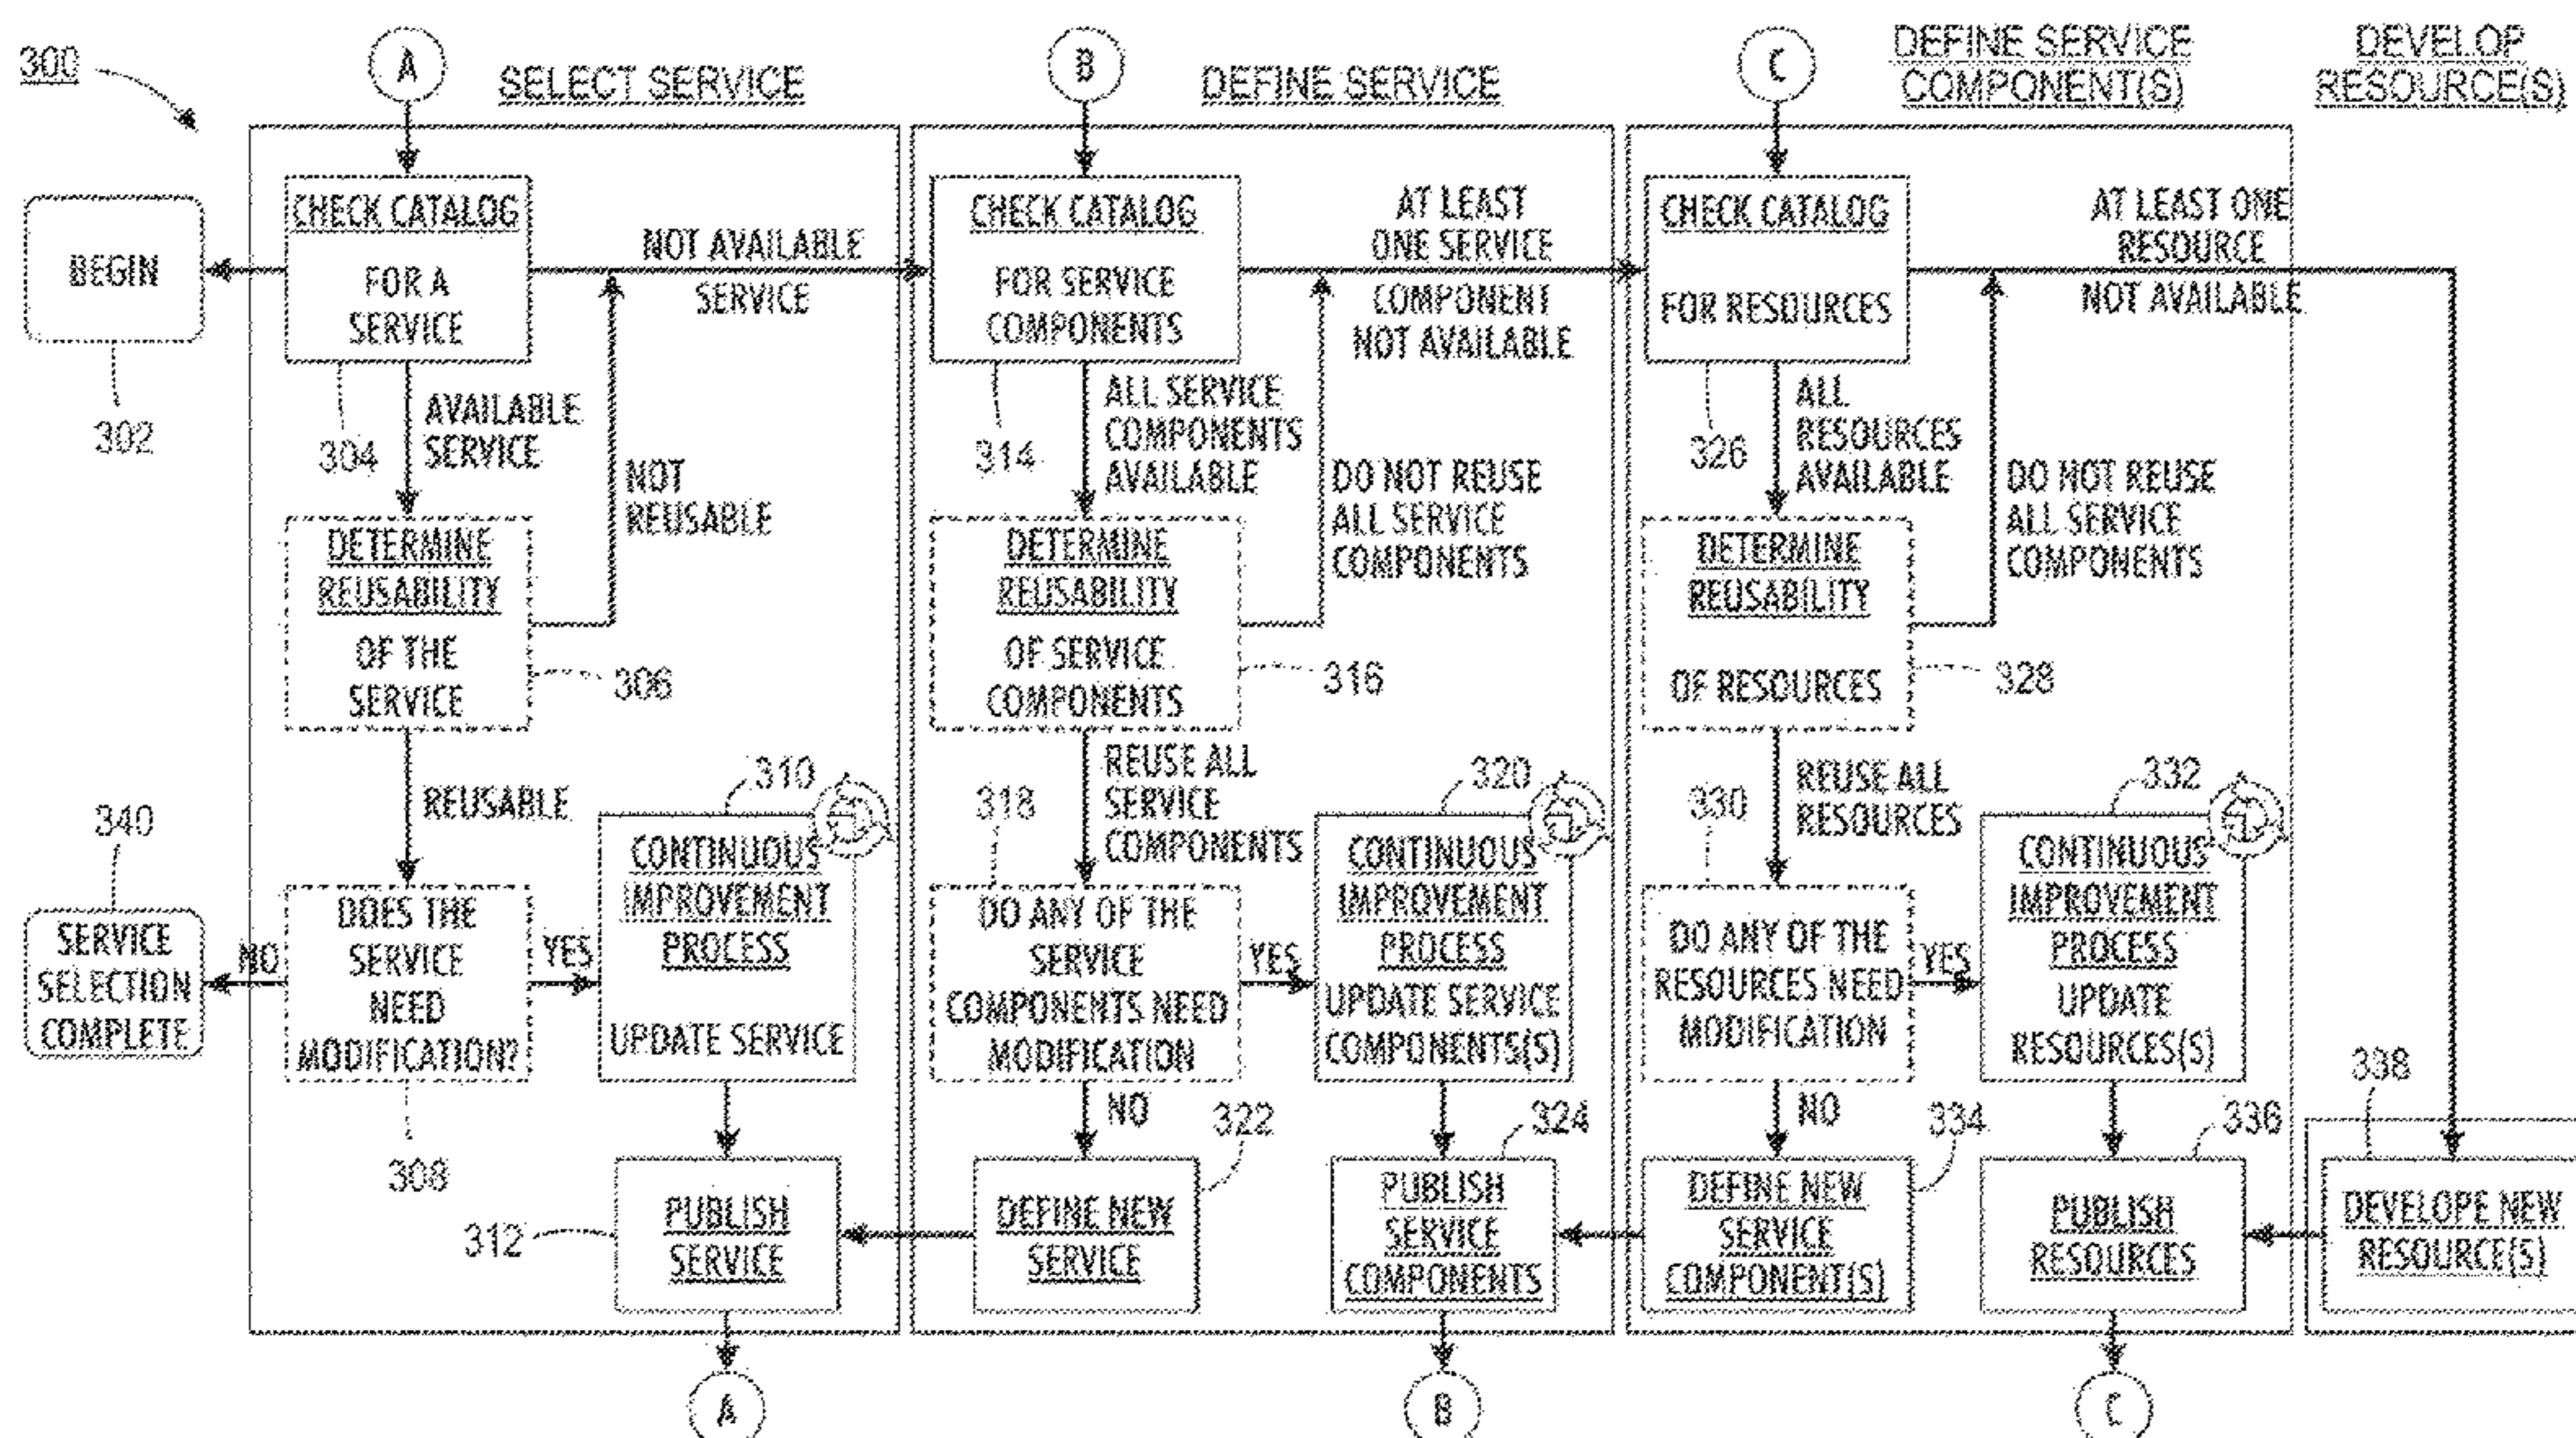 300
A
SELECT SERVICE
B
DEFINE SERVICE
C
DEFINE SERVICE
COMPONENT(S)
DEVELOP
RESOURCE(S)
BEGIN
302
CHECK CATALOG
FOR A
SERVICE
304
NOT AVAILABLE
SERVICE
AVAILABLE
SERVICE
NOT
REUSABLE
DETERMINE
REUSABILITY
OF THE
SERVICE
306
REUSABLE
310
340
SERVICE
SELECTION
COMPLETE
NO
DOES THE
SERVICE
NEED
MODIFICATION?
308
YES
CONTINUOUS
IMPROVEMENT
PROCESS
UPDATE SERVICE
312
PUBLISH
SERVICE
A
CHECK CATALOG
FOR SERVICE
COMPONENTS
314
AT LEAST
ONE SERVICE
COMPONENT
NOT AVAILABLE
ALL SERVICE
COMPONENTS
AVAILABLE
DO NOT REUSE
ALL SERVICE
COMPONENTS
DETERMINE
REUSABILITY
OF SERVICE
COMPONENTS
316
REUSE ALL
SERVICE
COMPONENTS
318
320
DO ANY OF THE
SERVICE
COMPONENTS NEED
MODIFICATION
YES
CONTINUOUS
IMPROVEMENT
PROCESS
UPDATE SERVICE
COMPONENTS(S)
NO
322
324
DEFINE NEW
SERVICE
PUBLISH
SERVICE
COMPONENTS
B
CHECK CATALOG
FOR RESOURCES
326
AT LEAST ONE
RESOURCE
NOT AVAILABLE
ALL
RESOURCES
AVAILABLE
DO NOT REUSE
ALL SERVICE
COMPONENTS
DETERMINE
REUSABILITY
OF RESOURCES
328
REUSE ALL
RESOURCES
330
332
DO ANY OF THE
RESOURCES NEED
MODIFICATION
YES
CONTINUOUS
IMPROVEMENT
PROCESS
UPDATE
RESOURCES(S)
NO
334
336
DEFINE NEW
SERVICE
COMPONENT(S)
PUBLISH
RESOURCES
C
338
DEVELOPE NEW
RESOURCE(S)